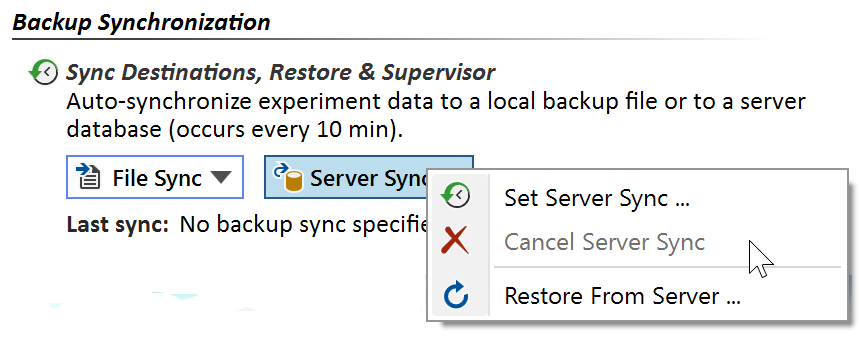 Backup Synchronization
Sync Destinations, Restore & Supervisor
Auto-synchronize experiment data to a local backup file or to a server
database (occurs every 10 min).
File Sync Server Sync
Last sync: No backup sync specifie
Set Server Sync ...
Cancel Server Sync
Restore From Server ...